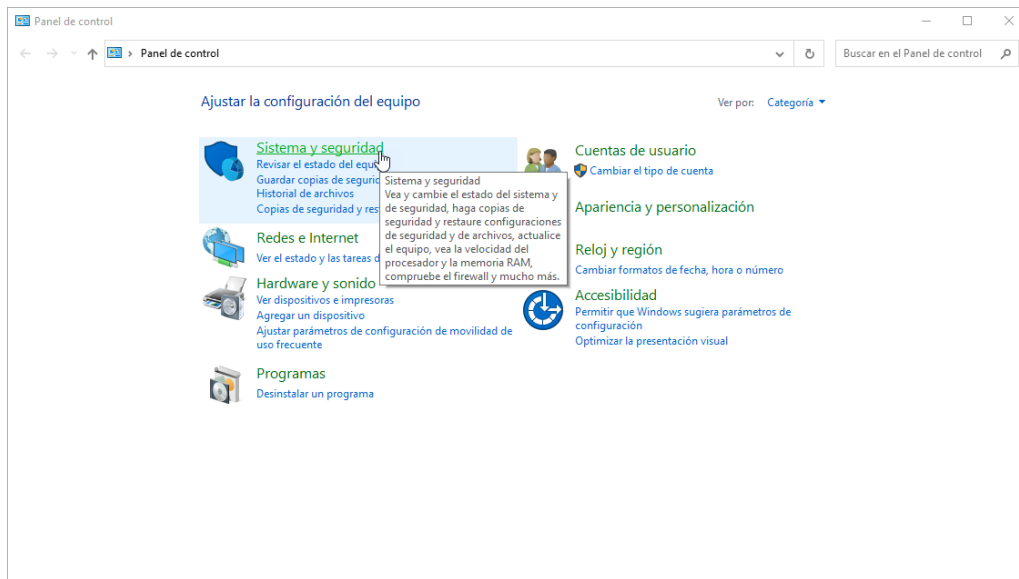 Panel de control
Panel de control
Buscar en el Panel de control
Ajustar la configuración del equipo
Ver por:
Categoría
Sistema y seguridad
Revisar el estado del equ
Guardar copias de segurid
Historial de archivos
Copias de seguridad y res
Sistema y seguridad
Vea y cambie el estado del sistema y
de seguridad, haga copias de
seguridad y restaure configuraciones
de seguridad y de archivos, actualice
el equipo, vea la velocidad del
procesador y la memoria RAM,
compruebe el firewall y mucho más.
Redes e Internet
Ver el estado y las tareas d
Hardware y sonido
Ver dispositivos e impresoras
Agregar un dispositivo
Ajustar parámetros de configuración de movilidad de
uso frecuente
Programas
Desinstalar un programa
Cuentas de usuario
Cambiar el tipo de cuenta
Apariencia y personalización
Reloj y región
Cambiar formatos de fecha, hora o número
Accesibilidad
Permitir que Windows sugiera parámetros de
configuración
Optimizar la presentación visual